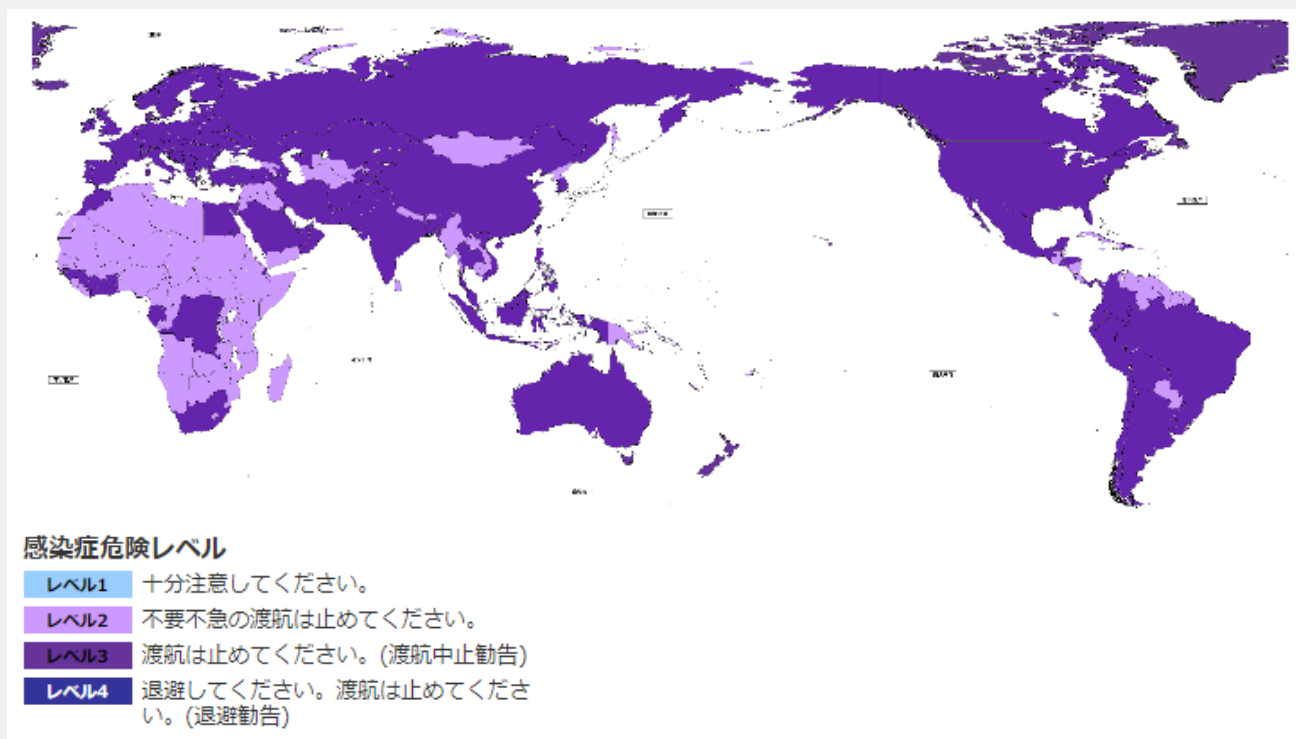 感染症危険レベル
レベル1 十分注意してください。
レベル2 不要不急の渡航は止めてください。
レベル3 渡航は止めてください。(渡航中止勧告)
レベル4 退避してください。渡航は止めてくださ
い。(退避勧告)